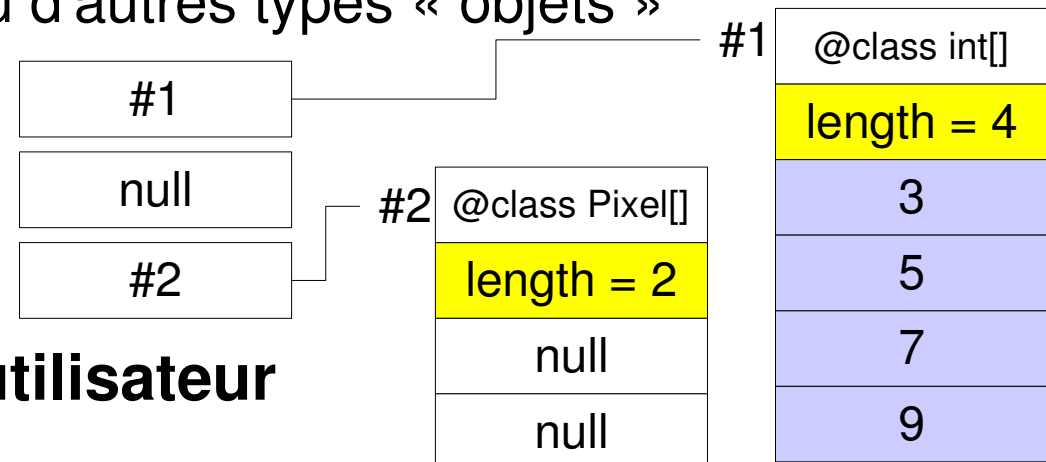 d'autres types « objets »
#1
null
#2
#2
@class Pixel[]
length = 2
null
null
#1
@class int[]
length = 4
3
5
7
9
utilisateur